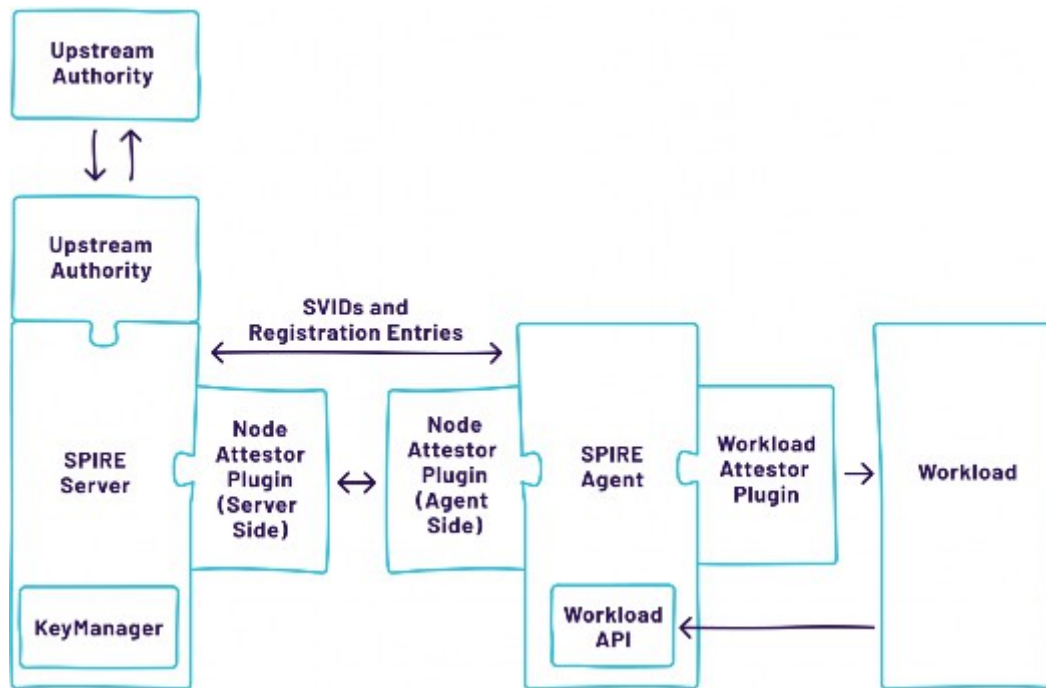 Upstream
Authority
Upstream
Authority
SVIDs and
Registration Entries
SPIRE
Server
Node
Attestor
Plugin
(Server
Side)
Node
Attestor
Plugin
(Agent
Side)
SPIRE
Agent
Workload
Attestor
Plugin
Workload
KeyManager
Workload
API